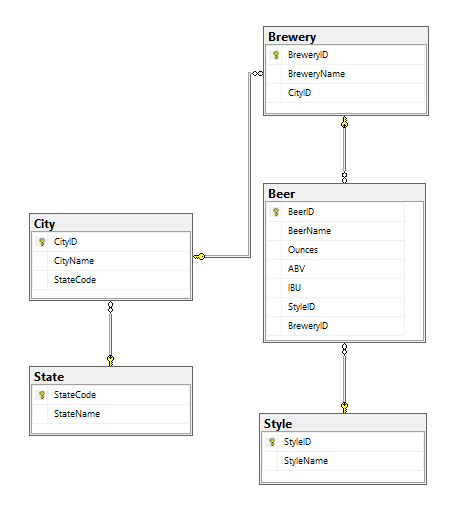 Brewery
BreweryID
BreweryName
CityID
Beer
BeerID
BeerName
Ounces
ABV
IBU
StyleID
BreweryID
City
CityID
CityName
StateCode
State
StateCode
StateName
Style
StyleID
StyleName